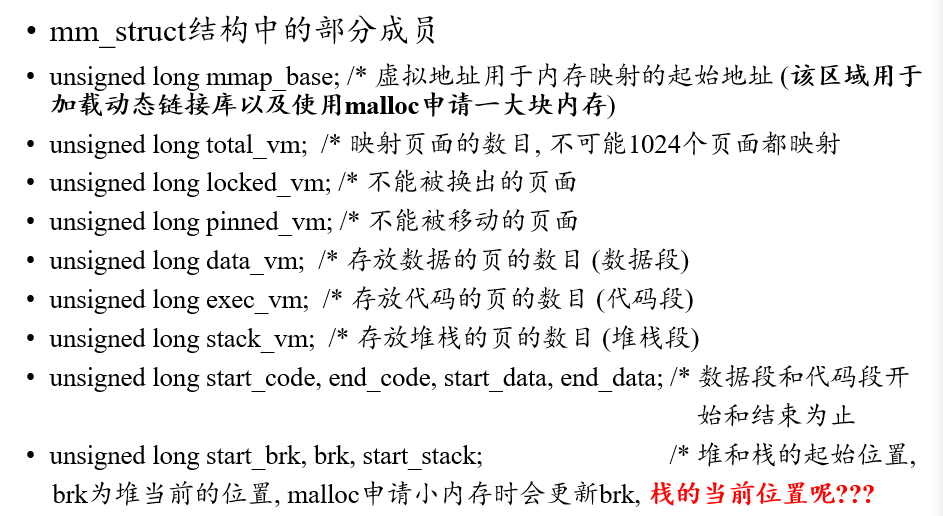 • mm_struct结构中的部分成员
• unsigned long mmap_base; /* 虚拟地址用于内存映射的起始地址 (该区域用于
加载动态链接库以及使用malloc申请一大块内存)
• unsigned long total_vm; /* 映射页面的数目, 不可能1024个页面都映射
• unsigned long locked_vm; /* 不能被换出的页面
• unsigned long pinned_vm; /* 不能被移动的页面
• unsigned long data_vm; /* 存放数据的页的数目 (数据段)
• unsigned long exec_vm; /* 存放代码的页的数目 (代码段)
• unsigned long stack_vm; /* 存放堆栈的页的数目 (堆栈段)
• unsigned long start_code, end_code, start_data, end_data; /* 数据段和代码段开
始和结束为止
• unsigned long start_brk, brk, start_stack; /* 堆和栈的起始位置,
brk为堆当前的位置, malloc申请小内存时会更新brk, 栈的当前位置呢???